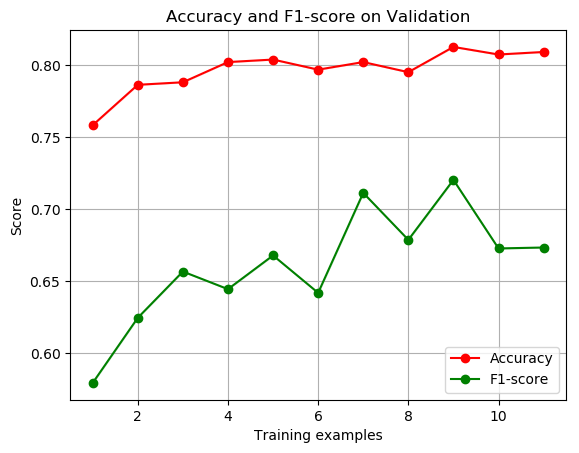 Accuracy and F1-score on Validation
0.80
0.75
0.70
0.65
0.60
Score
2 4 6 8 10
Training examples
Accuracy
F1-score